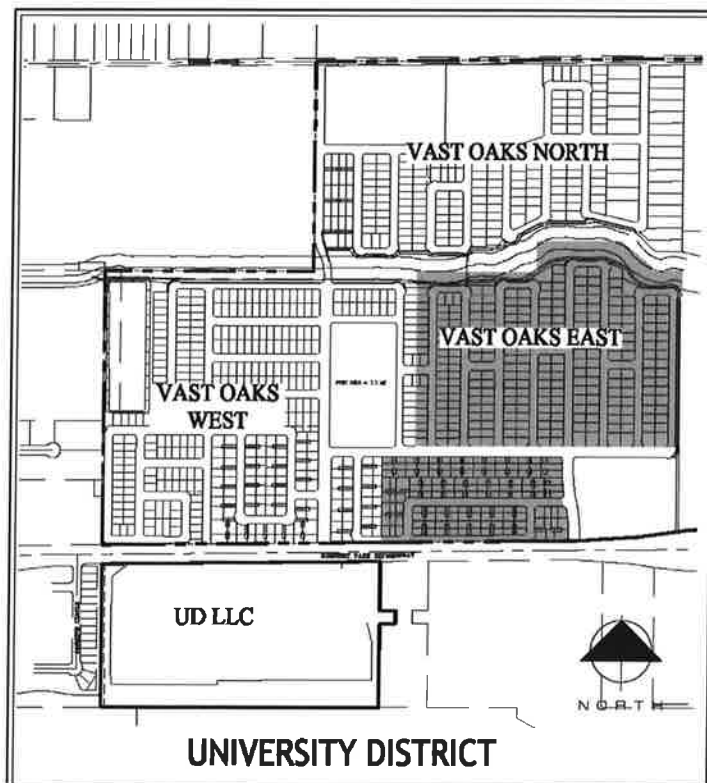 VAST OAKS NORTH
VAST OAKS EAST
VAST OAKS
WEST
UD LLC
NORTH
UNIVERSITY DISTRICT